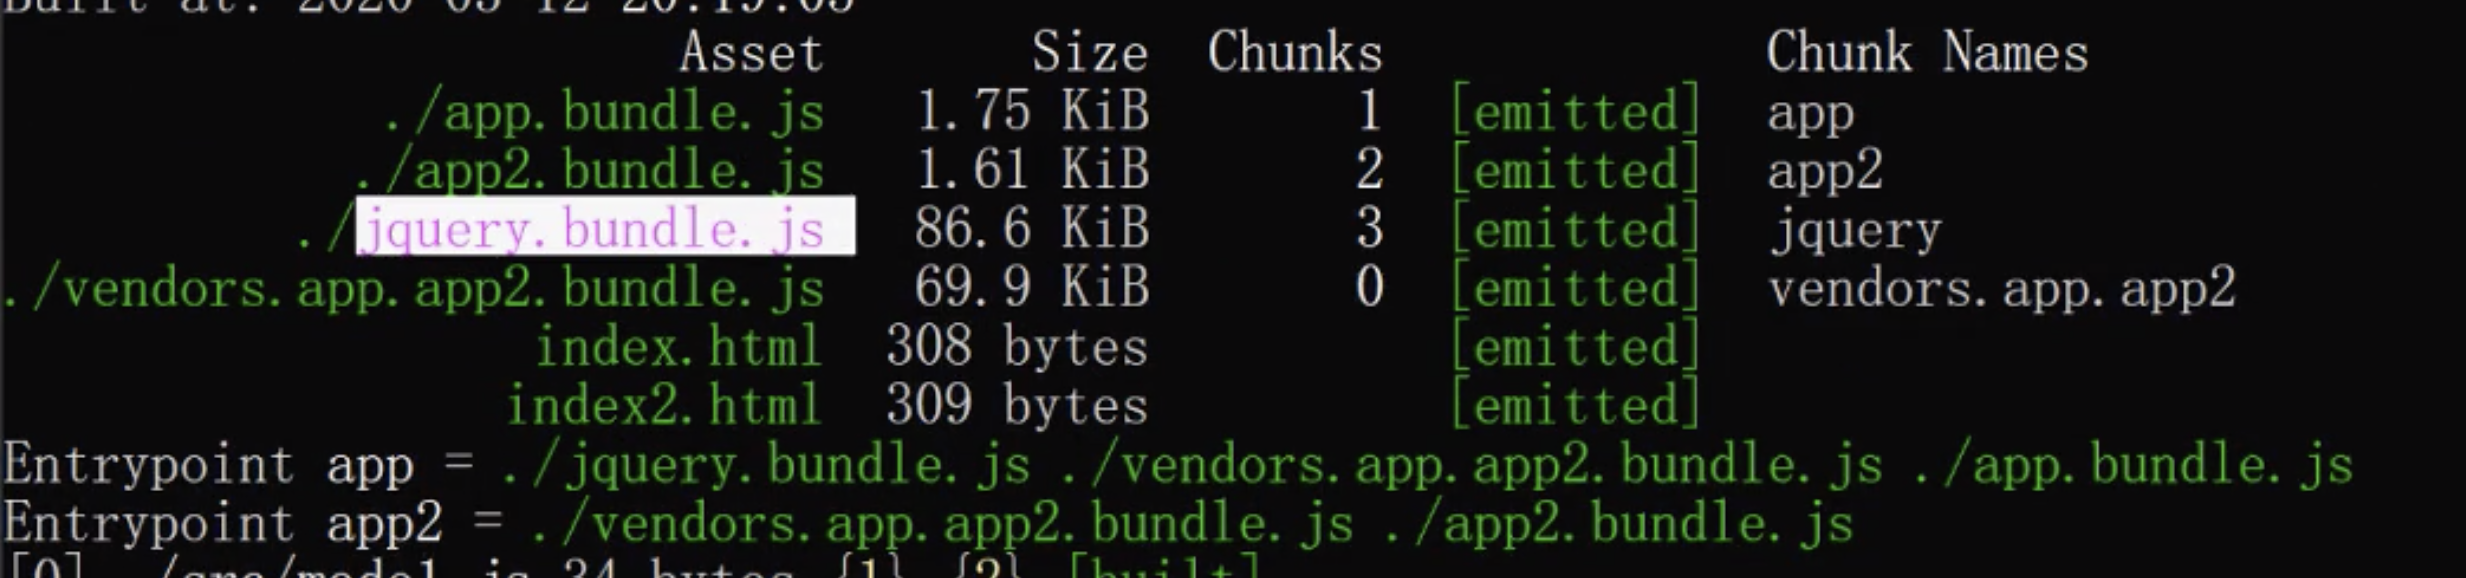 Built at: 2020-03-12 20:19:03
Asset Size Chunks Chunk Names
./app.bundle.js 1.75 KiB 1 [emitted] app
./app2.bundle.js 1.61 KiB 2 [emitted] app2
./jquery.bundle.js 86.6 KiB 3 [emitted] jquery
./vendors.app.app2.bundle.js 69.9 KiB 0 [emitted] vendors.app.app2
index.html 308 bytes [emitted]
index2.html 309 bytes [emitted]
Entrypoint app = ./jquery.bundle.js ./vendors.app.app2.bundle.js ./app.bundle.js
Entrypoint app2 = ./vendors.app.app2.bundle.js ./app2.bundle.js
[0] ./src/mode1.js 34 bytes {1} {2} [built]